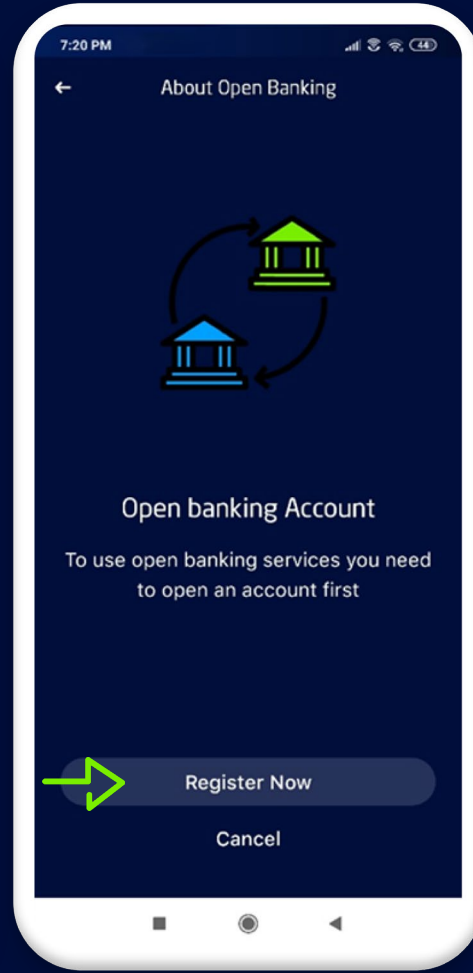 7:20 PM
44
About Open Banking
Open banking Account
To use open banking services you need
to open an account first
Register Now
Cancel